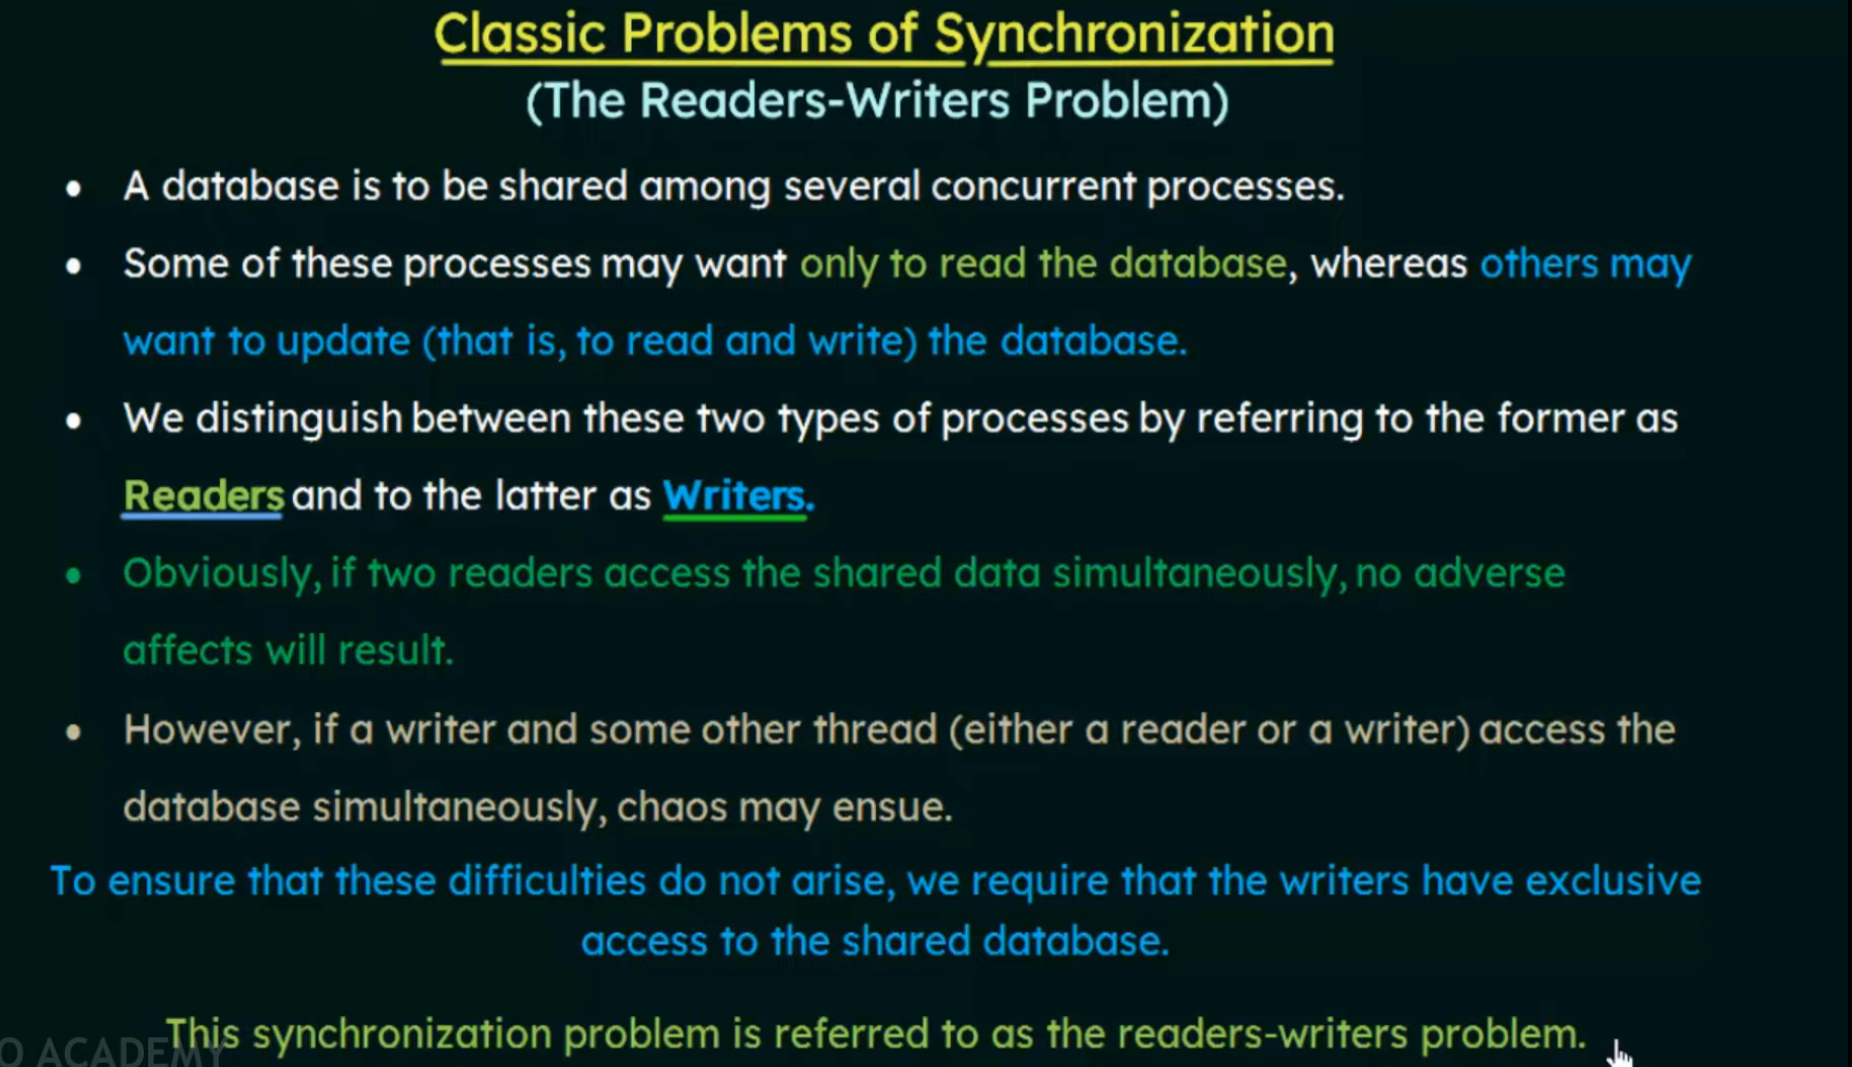 Classic Problems of Synchronization
(The Readers-Writers Problem)
• A database is to be shared among several concurrent processes.
• Some of these processes may want only to read the database, whereas others may
want to update (that is, to read and write) the database.
• We distinguish between these two types of processes by referring to the former as
Readers and to the latter as Writers.
• Obviously, if two readers access the shared data simultaneously, no adverse
affects will result.
• However, if a writer and some other thread (either a reader or a writer) access the
database simultaneously, chaos may ensue.
To ensure that these difficulties do not arise, we require that the writers have exclusive
access to the shared database.
This synchronization problem is referred to as the readers-writers problem.
O ACADEMY